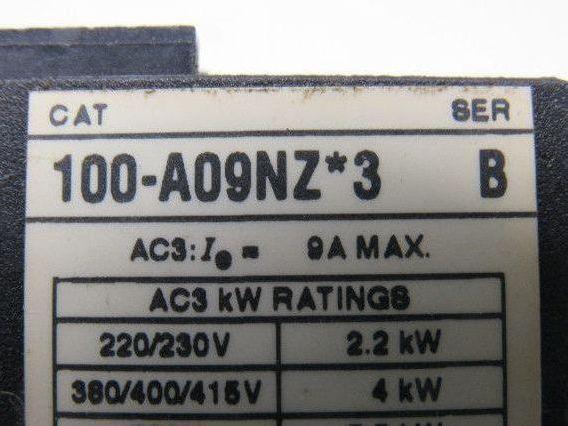 CAT SER
100-A09NZ*3 B
AC3: Ie = 9A MAX.
AC3 kW RATINGS
220/230V 2.2 kW
380/400/415V 4 kW